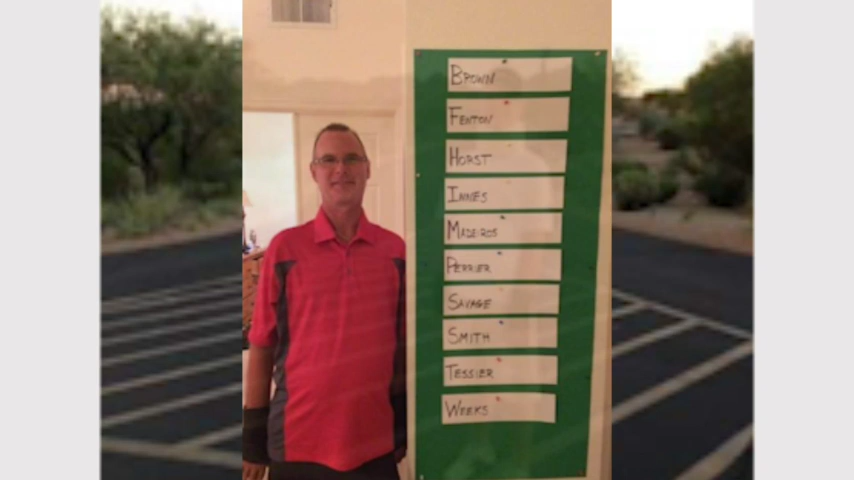 Brown
Fenton
Horst
Innes
Madeiros
Perrier
Savage
Smith
Tessier
Weeks